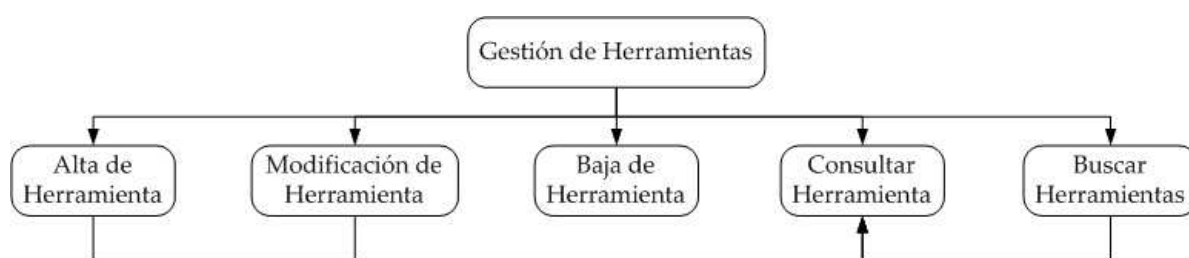 Gestión de Herramientas
Alta de
Herramienta
Modificación de
Herramienta
Baja de
Herramienta
Consultar
Herramienta
Buscar
Herramientas